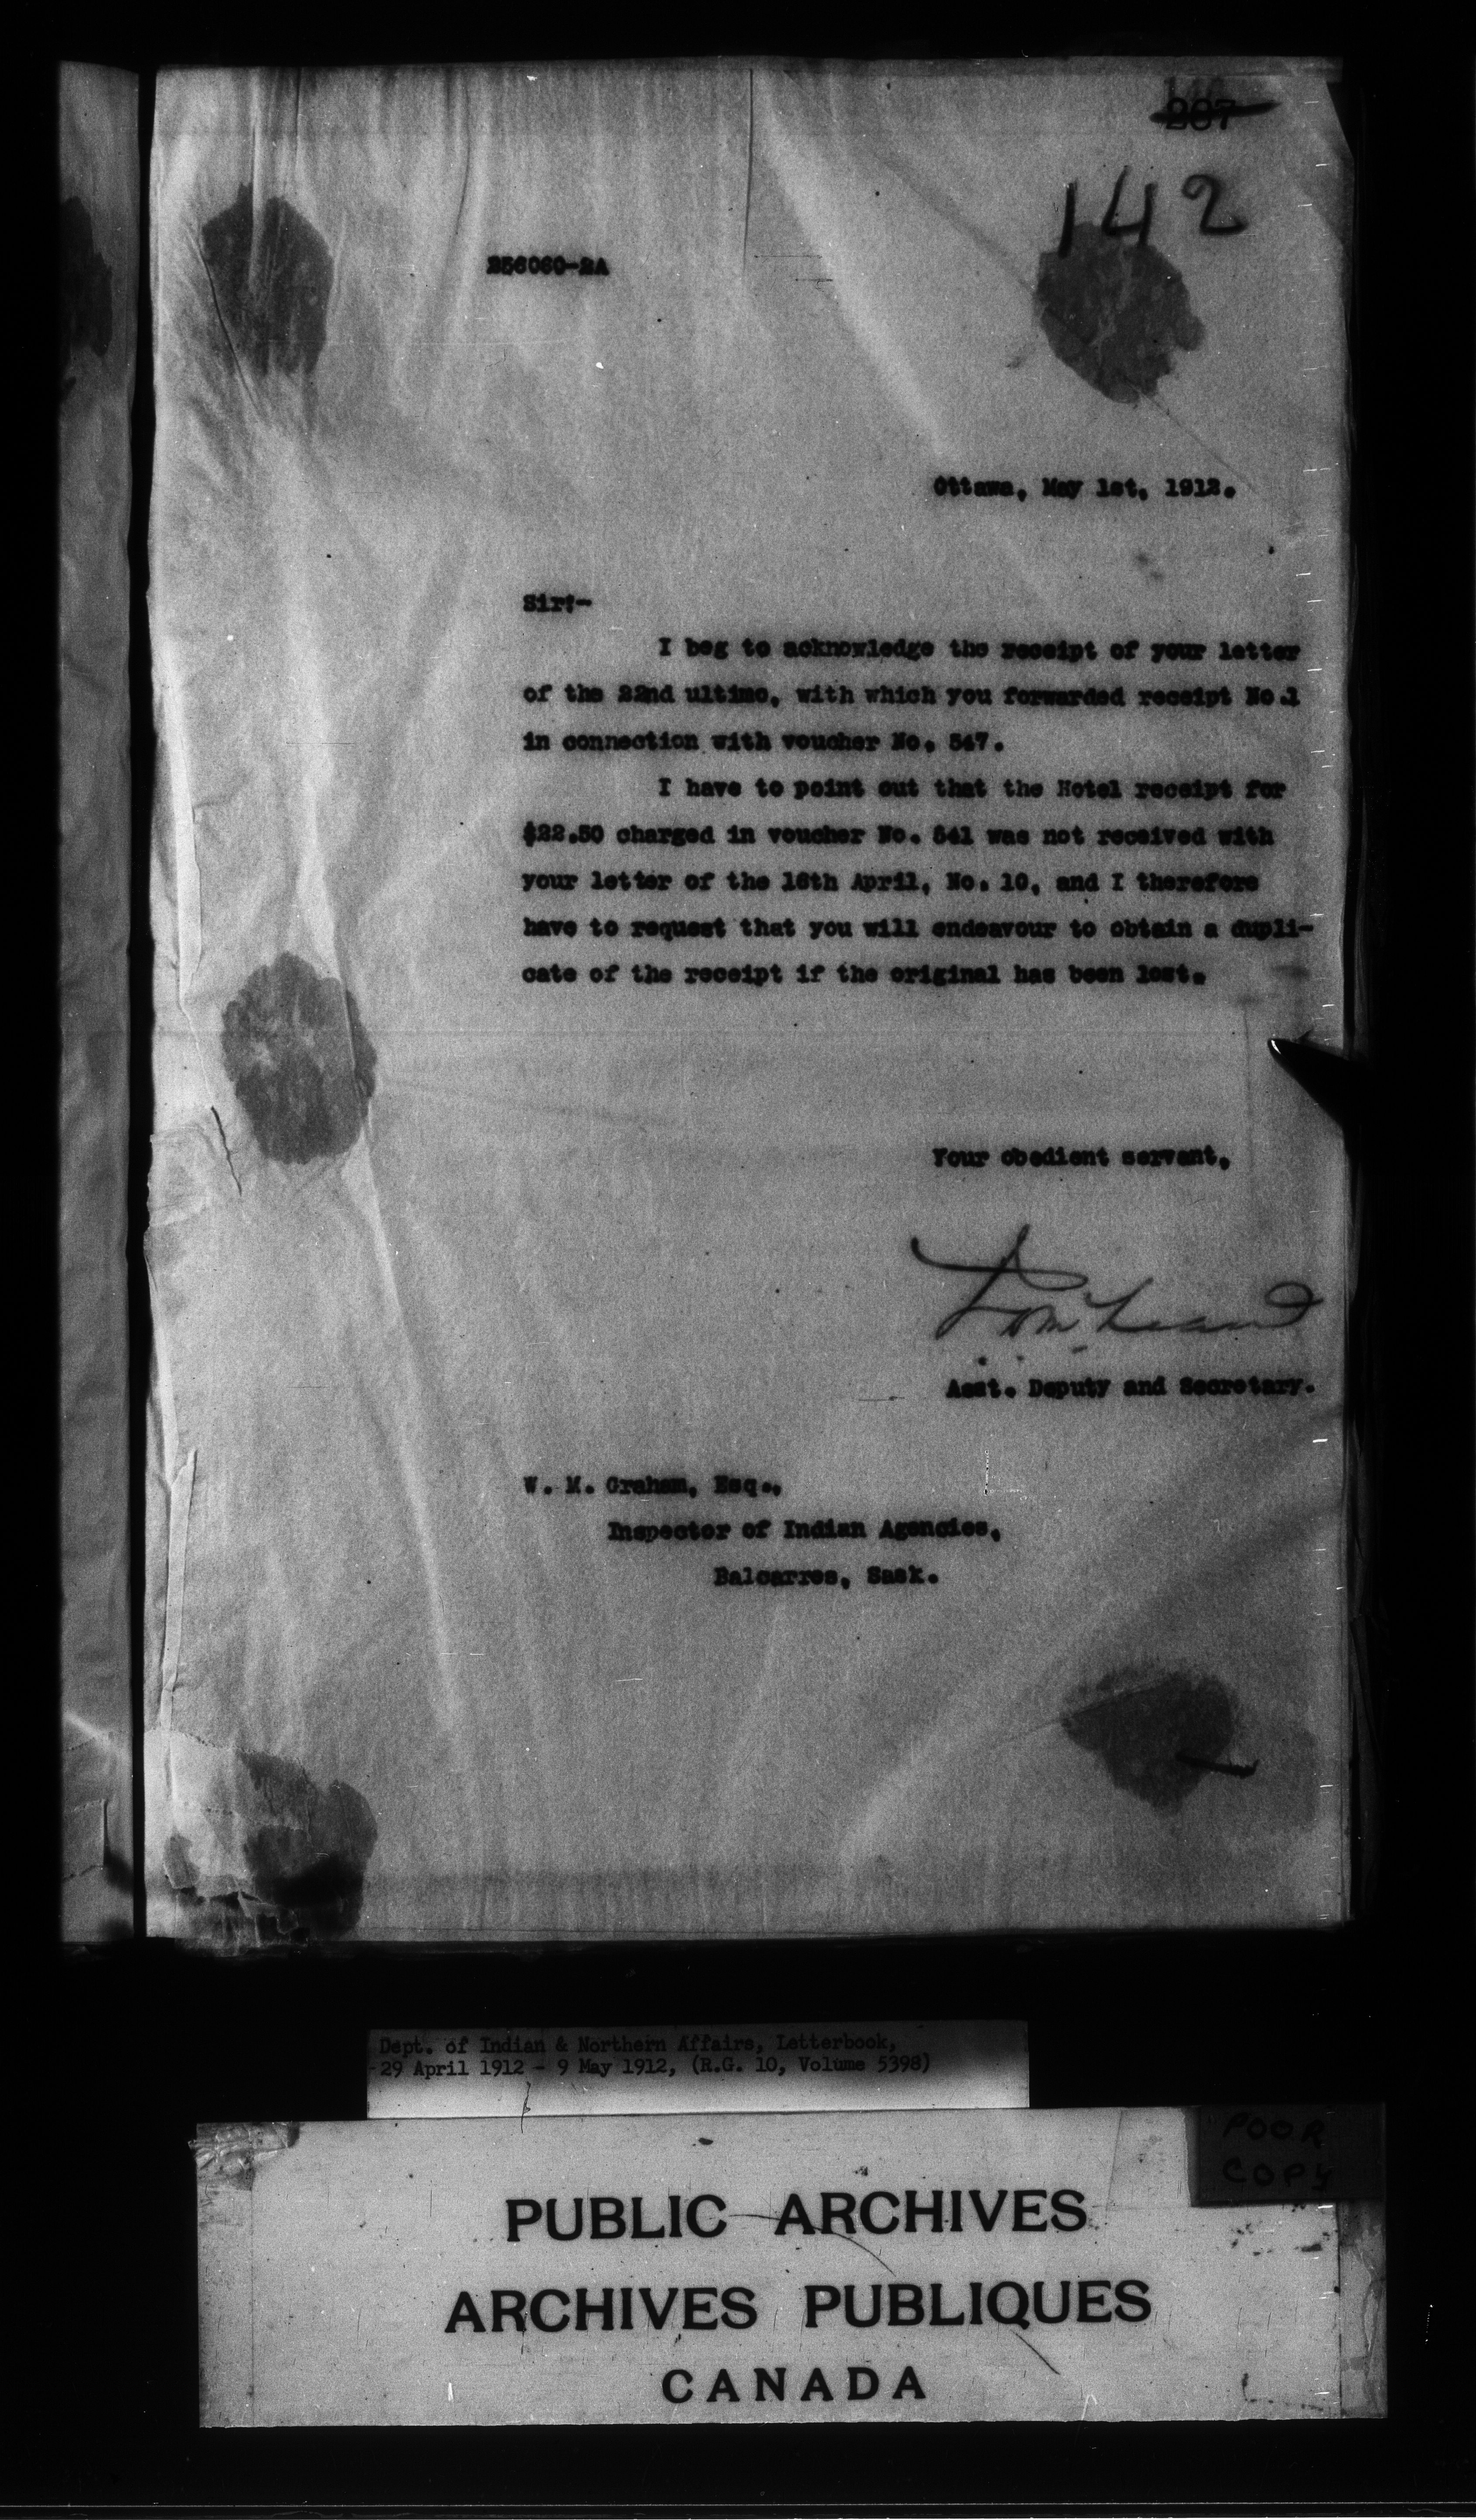 142
256060-2A
Ottawa, May 1st, 1912.
Sir:-
I beg to acknowledge the receipt of your letter
of the 22nd ultimo, with which you forwarded receipt No.1
in connection with voucher No. 547.
I have to point out that the Hotel receipt for
$22.50 charged in voucher No. 541 was not received with
your letter of the 16th April, No. 10, and I therefore
have to request that you will endeavour to obtain a dupli-
cate of the receipt if the original has been lost.
Your obedient servant,
Asst. Deputy and Secretary.
W. M. Graham, Esq.,
Inspector of Indian Agencies,
Balcarres, Sask.
Dept. of Indian & Northern Affairs, Letterbook,
29 April 1912 - 9 May 1912, (R.G. 10, Volume 5398)
POOR
COPY
PUBLIC ARCHIVES
ARCHIVES PUBLIQUES
CANADA